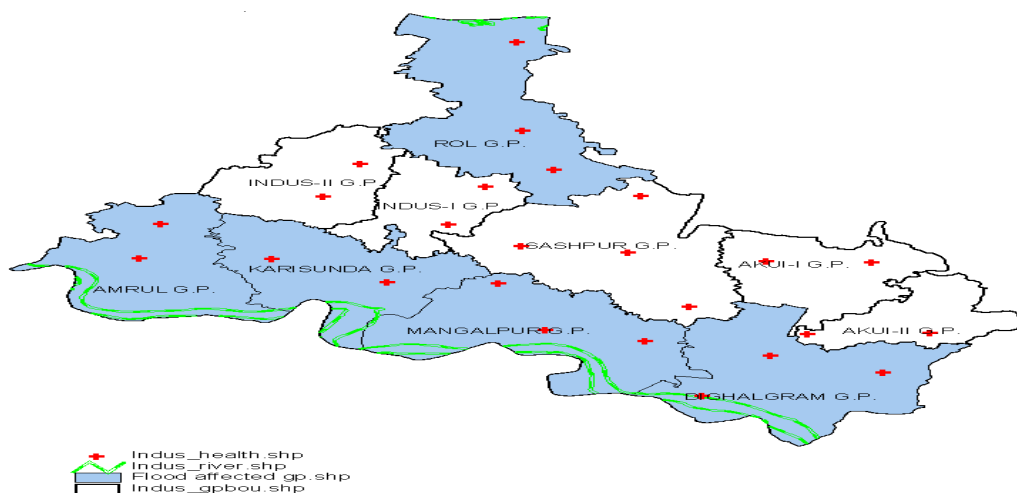 ROL G.P.
INDUS-II G.P.
INDUS-I G.P.
SASHPUR G.P.
KARISUNDA G.P.
AKUI-I G.P.
AMRUL G.P.
MANGALPUR G.P.
AKUI-II G.P.
DIGHALGRAM G.P.
Indus_health.shp
Indus_river.shp
Flood affected gp.shp
Indus_gpbou.shp